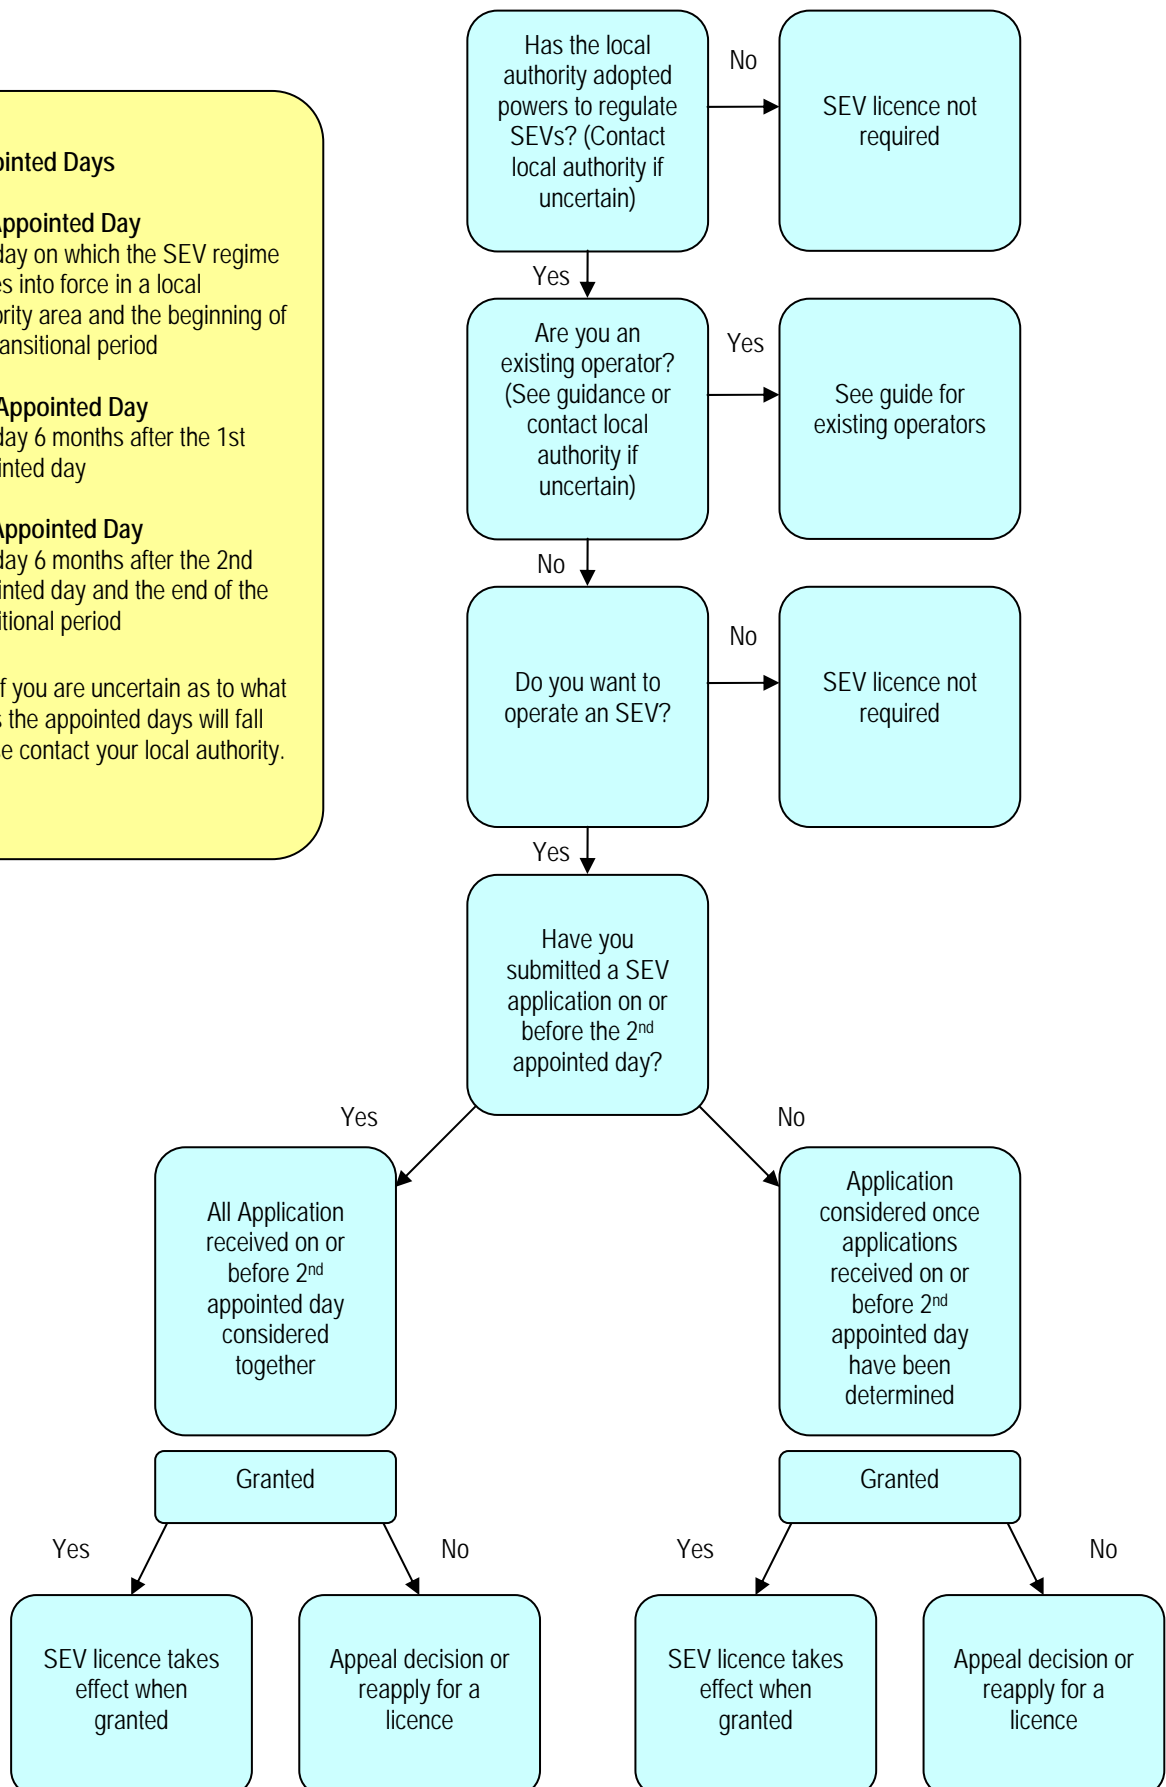 ointed Days
Appointed Day
day on which the SEV regime
es into force in a local
ority area and the beginning of
ansitional period
Appointed Day
day 6 months after the 1st
inted day
Appointed Day
day 6 months after the 2nd
inted day and the end of the
itional period
f you are uncertain as to what
s the appointed days will fall
e contact your local authority.
Has the local
authority adopted
powers to regulate
SEVs? (Contact
local authority if
uncertain)
No
SEV licence not
required
Yes
Are you an
existing operator?
(See guidance or
contact local
authority if
uncertain)
Yes
See guide for
existing operators
No
Do you want to
operate an SEV?
No
SEV licence not
required
Yes
Have you
submitted a SEV
application on or
before the 2nd
appointed day?
Yes
No
All Application
received on or
before 2nd
appointed day
considered
together
Application
considered once
applications
received on or
before 2nd
appointed day
have been
determined
Granted
Granted
Yes
No
Yes
No
SEV licence takes
effect when
granted
Appeal decision or
reapply for a
licence
SEV licence takes
effect when
granted
Appeal decision or
reapply for a
licence